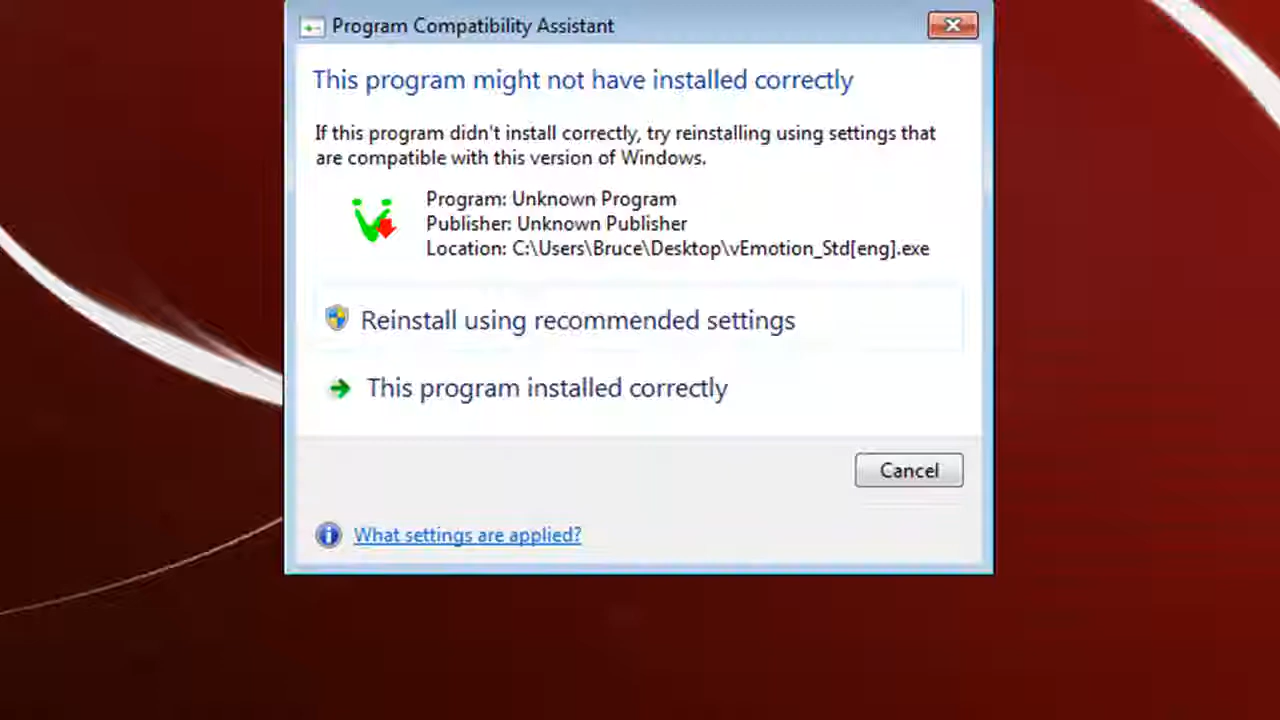 Program Compatibility Assistant
This program might not have installed correctly
If this program didn't install correctly, try reinstalling using settings that
are compatible with this version of Windows.
Program: Unknown Program
Publisher: Unknown Publisher
Location: C:\Users\Bruce\Desktop\vEmotion_Std[eng].exe
Reinstall using recommended settings
This program installed correctly
Cancel
What settings are applied?